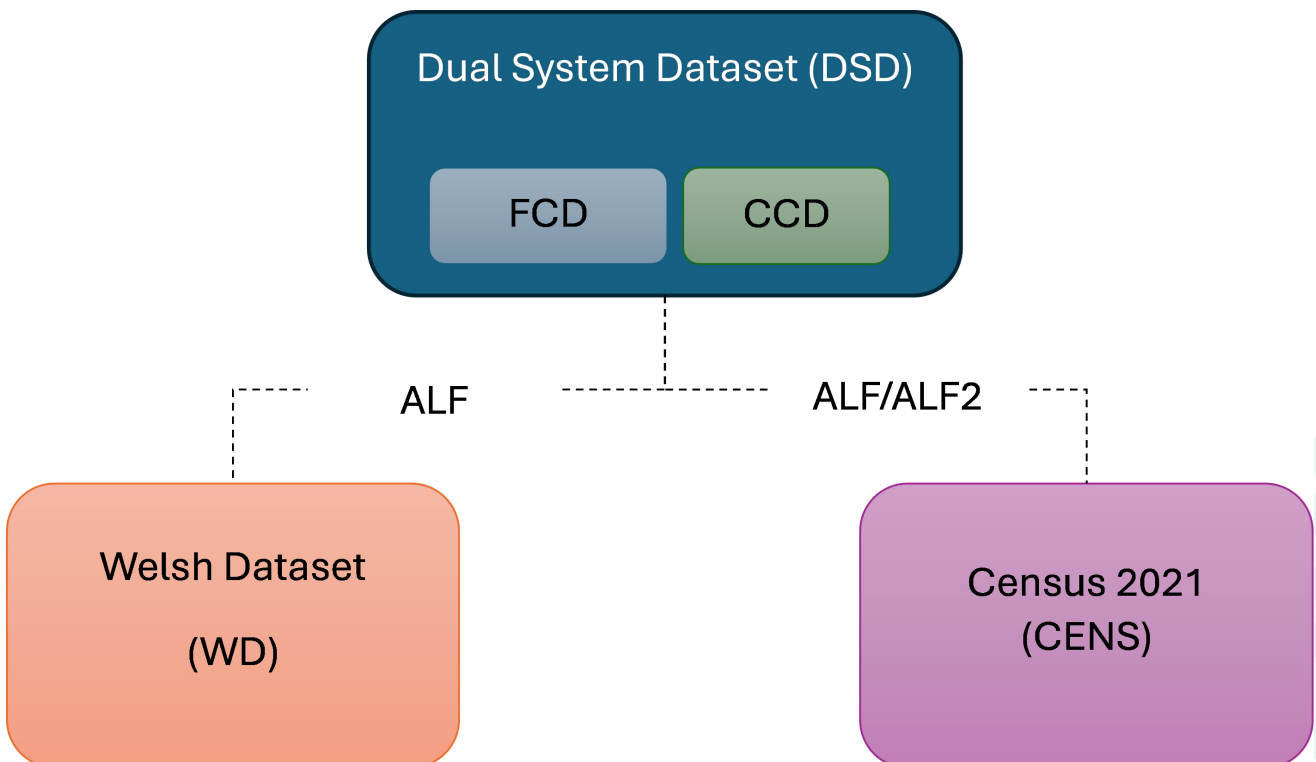 Dual System Dataset (DSD)
FCD
CCD
ALF
ALF/ALF2
Welsh Dataset
(WD)
Census 2021
(CENS)